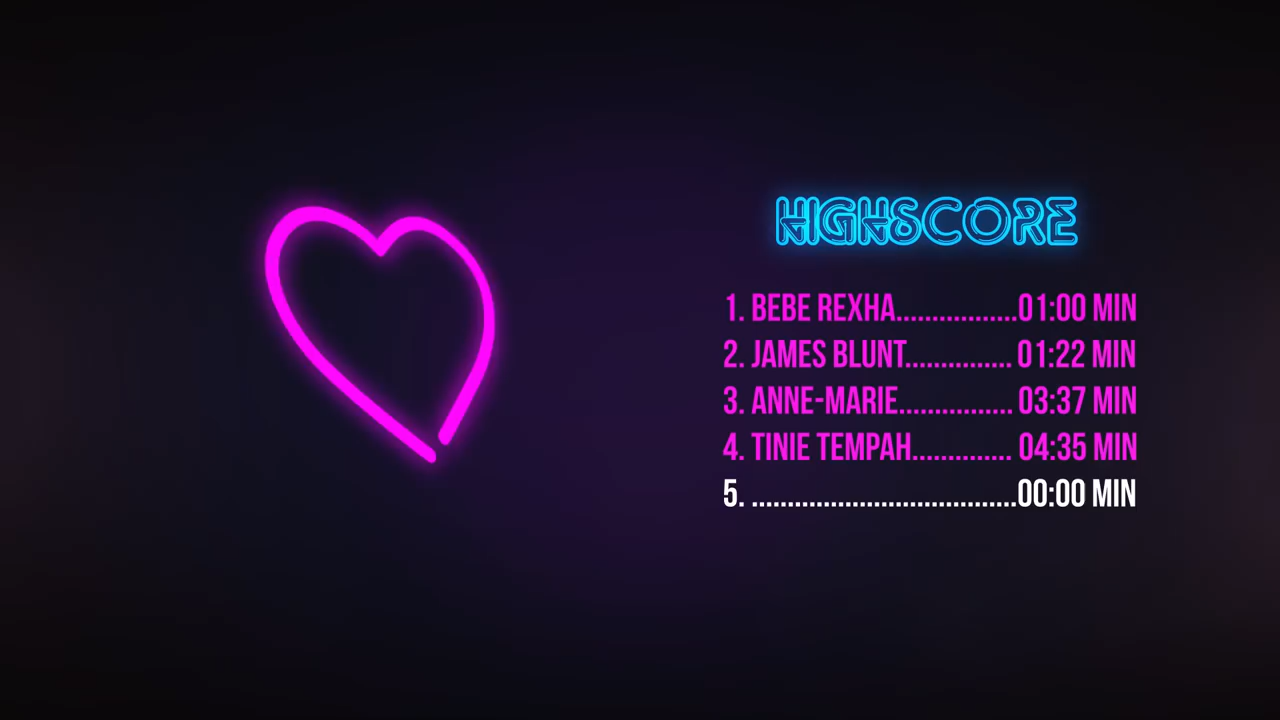 HIGHSCORE
1. BEBE REXHA.................01:00 MIN
2. JAMES BLUNT............... 01:22 MIN
3. ANNE-MARIE................ 03:37 MIN
4. TINIE TEMPAH.............. 04:35 MIN
5. .....................................00:00 MIN